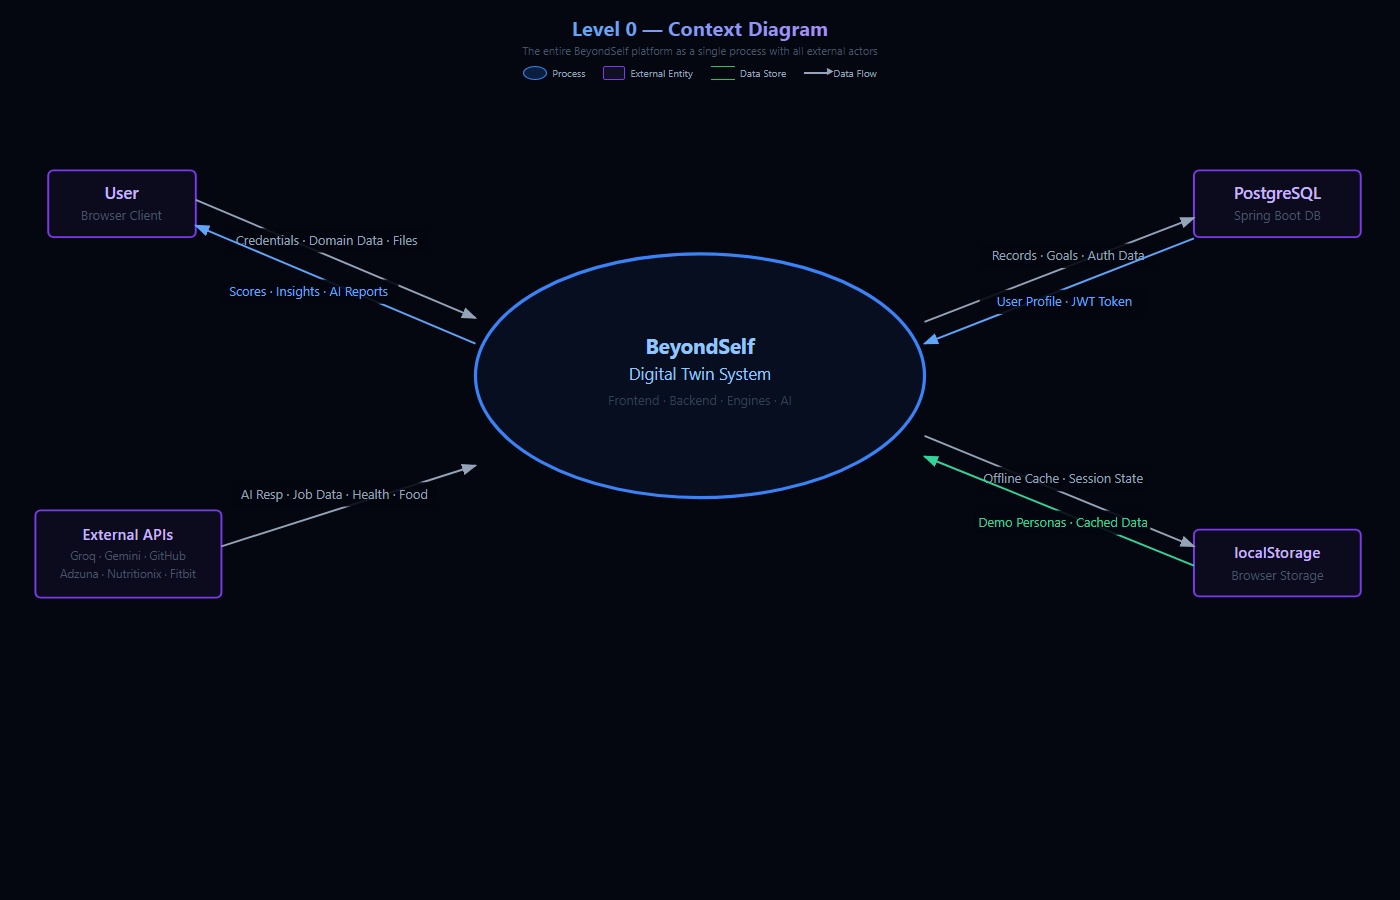 Level 0 — Context Diagram
The entire BeyondSelf platform as a single process with all external actors
Process
External Entity
Data Store
Data Flow
User
Browser Client
PostgreSQL
Spring Boot DB
Credentials · Domain Data · Files
Scores · Insights · AI Reports
Records · Goals · Auth Data
User Profile · JWT Token
BeyondSelf
Digital Twin System
Frontend · Backend · Engines · AI
AI Resp · Job Data · Health · Food
External APIs
Groq · Gemini · GitHub
Adzuna · Nutritionix · Fitbit
Offline Cache · Session State
Demo Personas · Cached Data
localStorage
Browser Storage